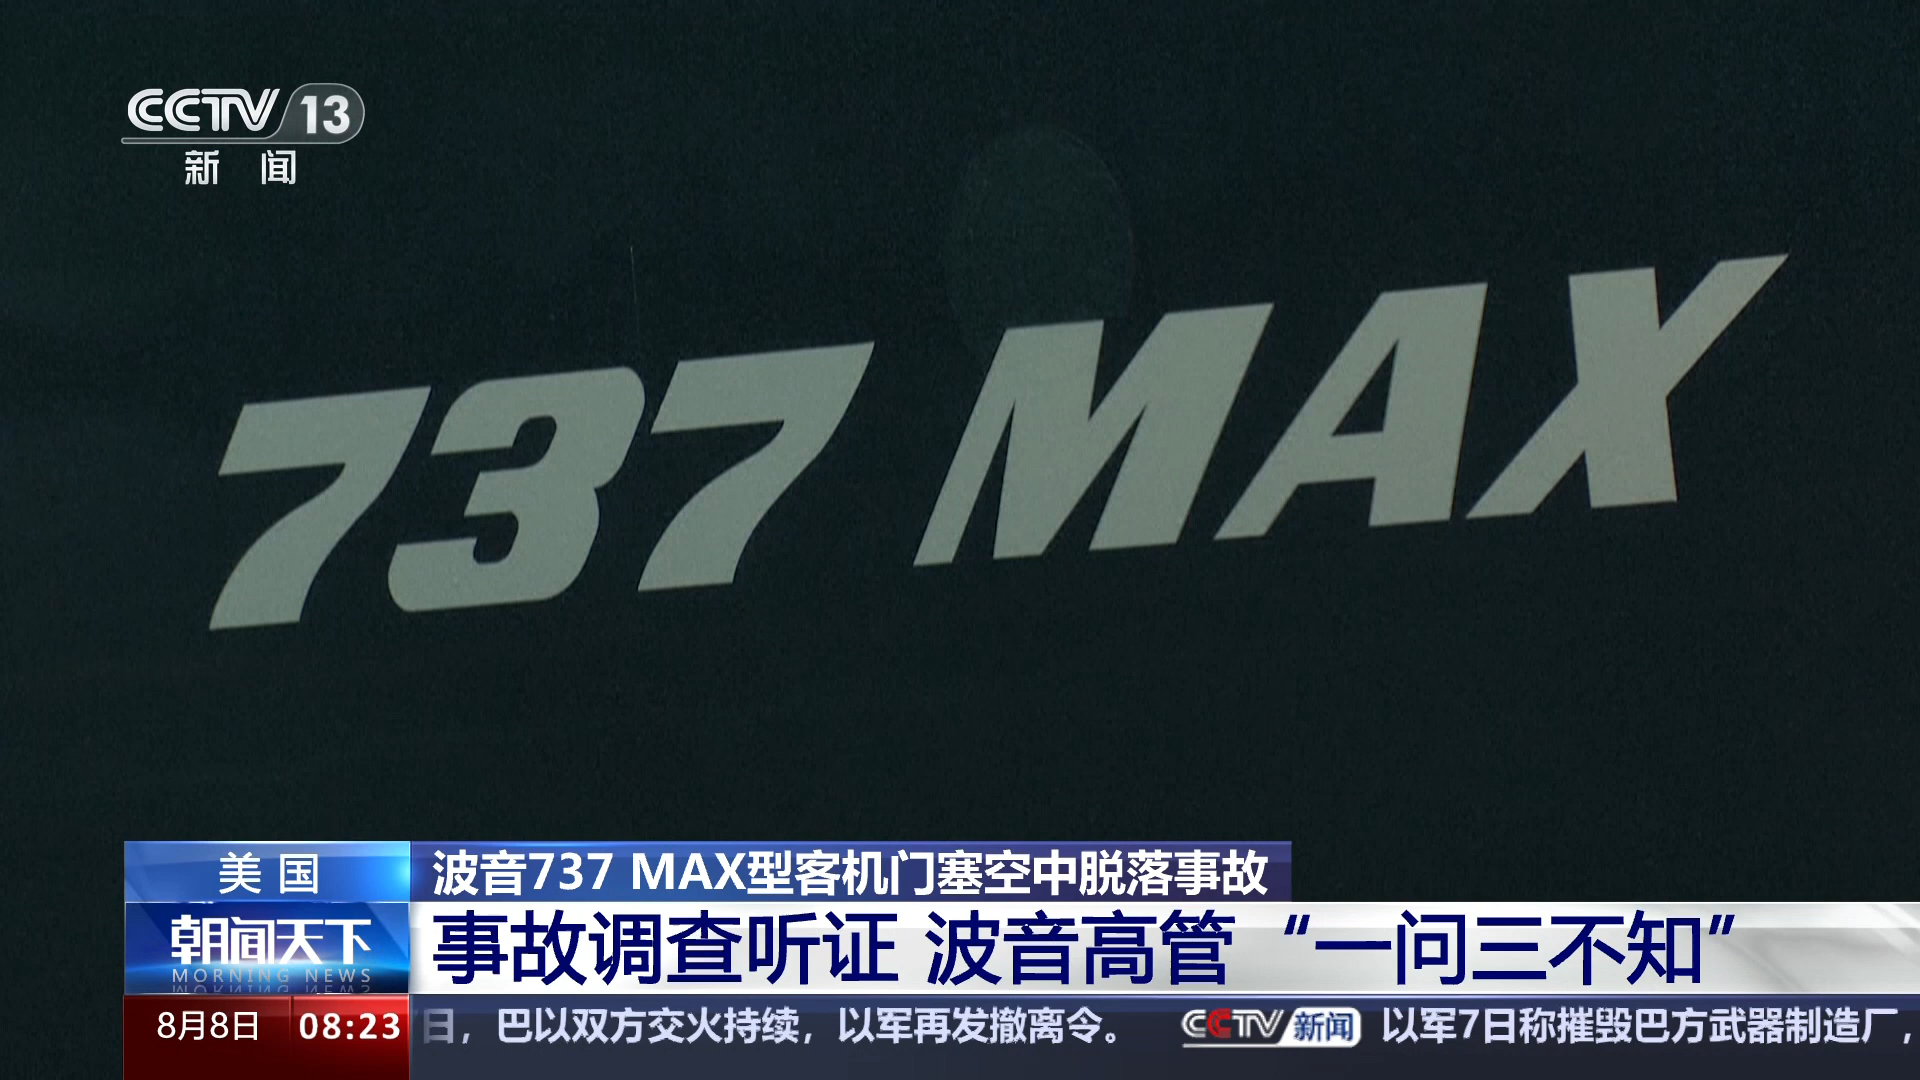 CCTV 13
新 闻
737 MAX
美国
波音737 MAX型客机门塞空中脱落事故
朝闻天下
MORNING NEWS
事故调查听证 波音高管“一问三不知”
8月8日
08:23
日，巴以双方交火持续，以军再发撤离令。 CCTV新闻 以军7日称摧毁巴方武器制造厂，